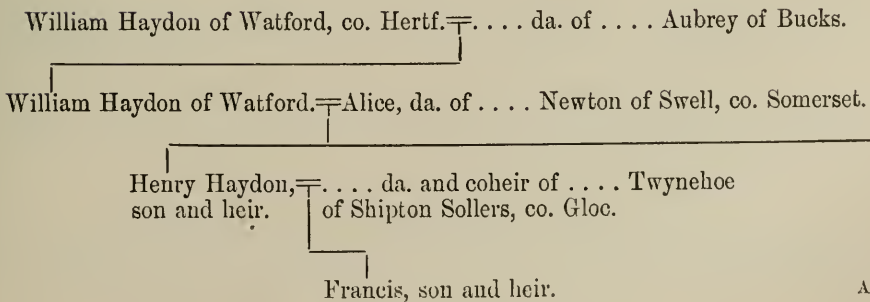 William Haydon of Watford, co. Hertf.=.... da. of .... Aubrey of Bucks.
William Haydon of Watford.=Alice, da. of .... Newton of Swell, co. Somerset.
Henry Haydon,=.... da. and coheir of .... Twynehoe
son and heir. of Shipton Sollers, co. Gloc.
Francis, son and heir.
A